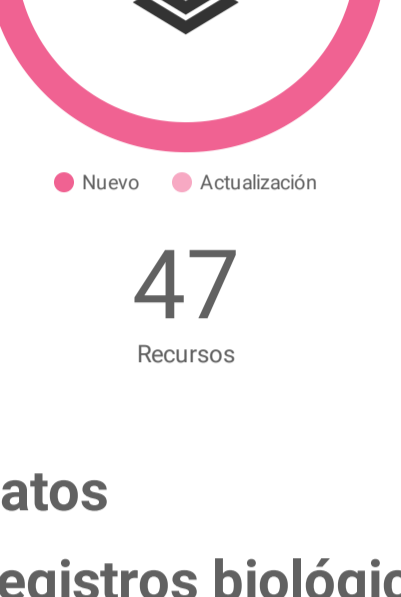 Nuevo Actualización
47
Recursos
atos
egistros biológic